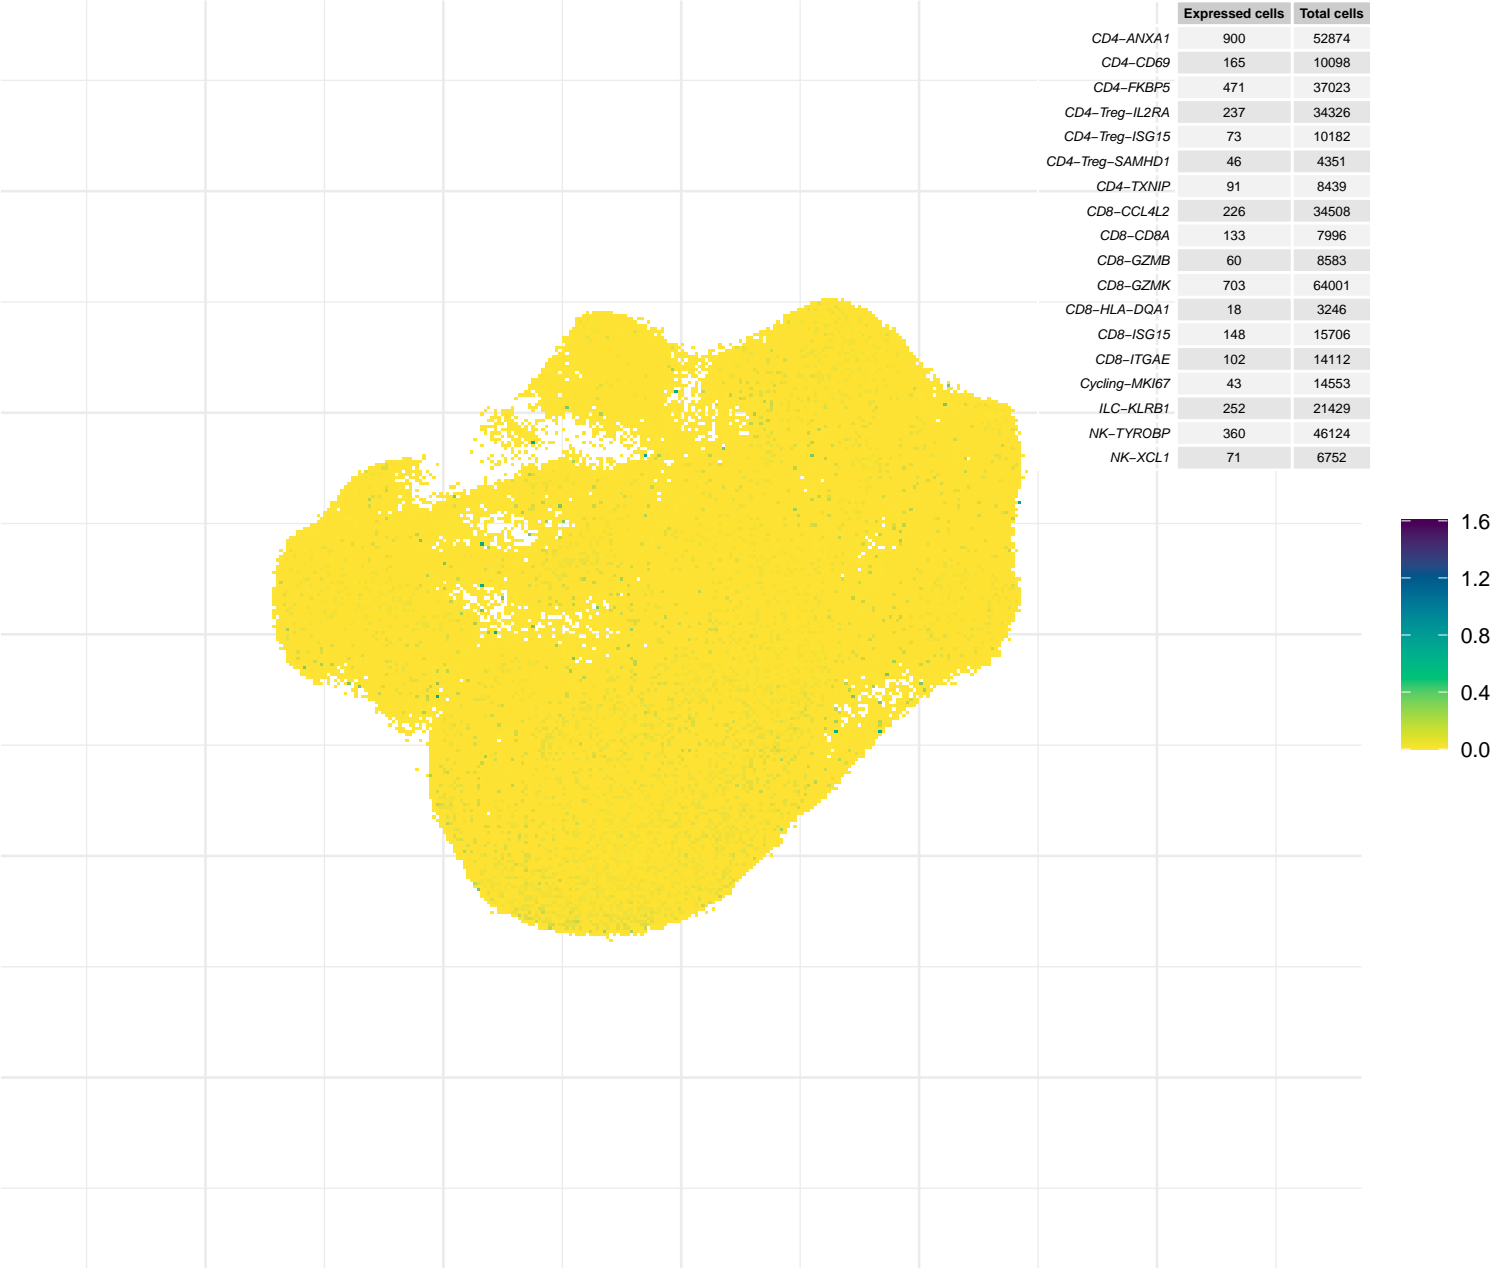 Expressed cells Total cells
CD4−ANXA1 900 52874
CD4−CD69 165 10098
CD4−FKBP5 471 37023
CD4−Treg−IL2RA 237 34326
CD4−Treg−ISG15 73 10182
CD4−Treg−SAMHD1 46 4351
CD4−TXNIP 91 8439
CD8−CCL4L2 226 34508
CD8−CD8A 133 7996
CD8−GZMB 60 8583
CD8−GZMK 703 64001
CD8−HLA−DQA1 18 3246
CD8−ISG15 148 15706
CD8−ITGAE 102 14112
Cycling−MKI67 43 14553
ILC−KLRB1 252 21429
NK−TYROBP 360 46124
NK−XCL1 71 6752
1.6
1.2
0.8
0.4
0.0